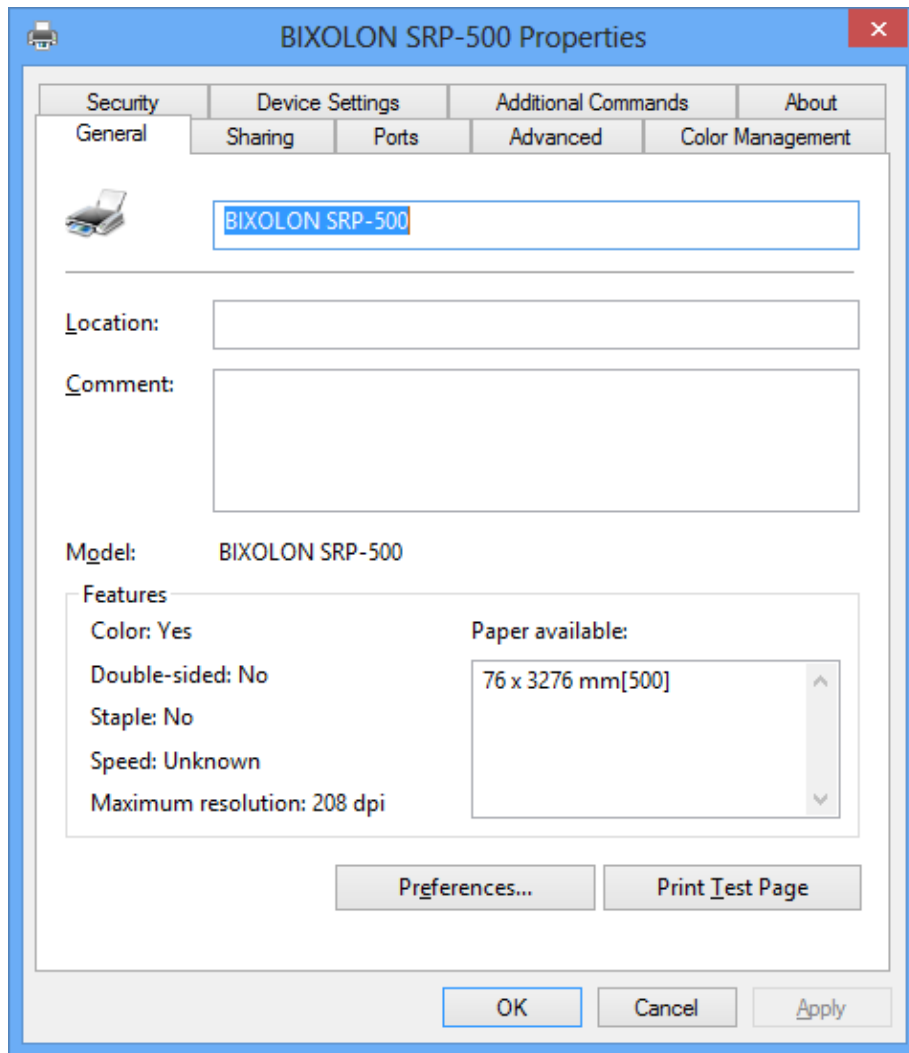 BIXOLON SRP-500 Properties
Security Device Settings Additional Commands About
General Sharing Ports Advanced Color Management
BIXOLON SRP-500
Location:
Comment:
Model: BIXOLON SRP-500
Features
Color: Yes
Paper available:
Double-sided: No
76 x 3276 mm[500]
Staple: No
Speed: Unknown
Maximum resolution: 208 dpi
Preferences... Print Test Page
OK Cancel Apply